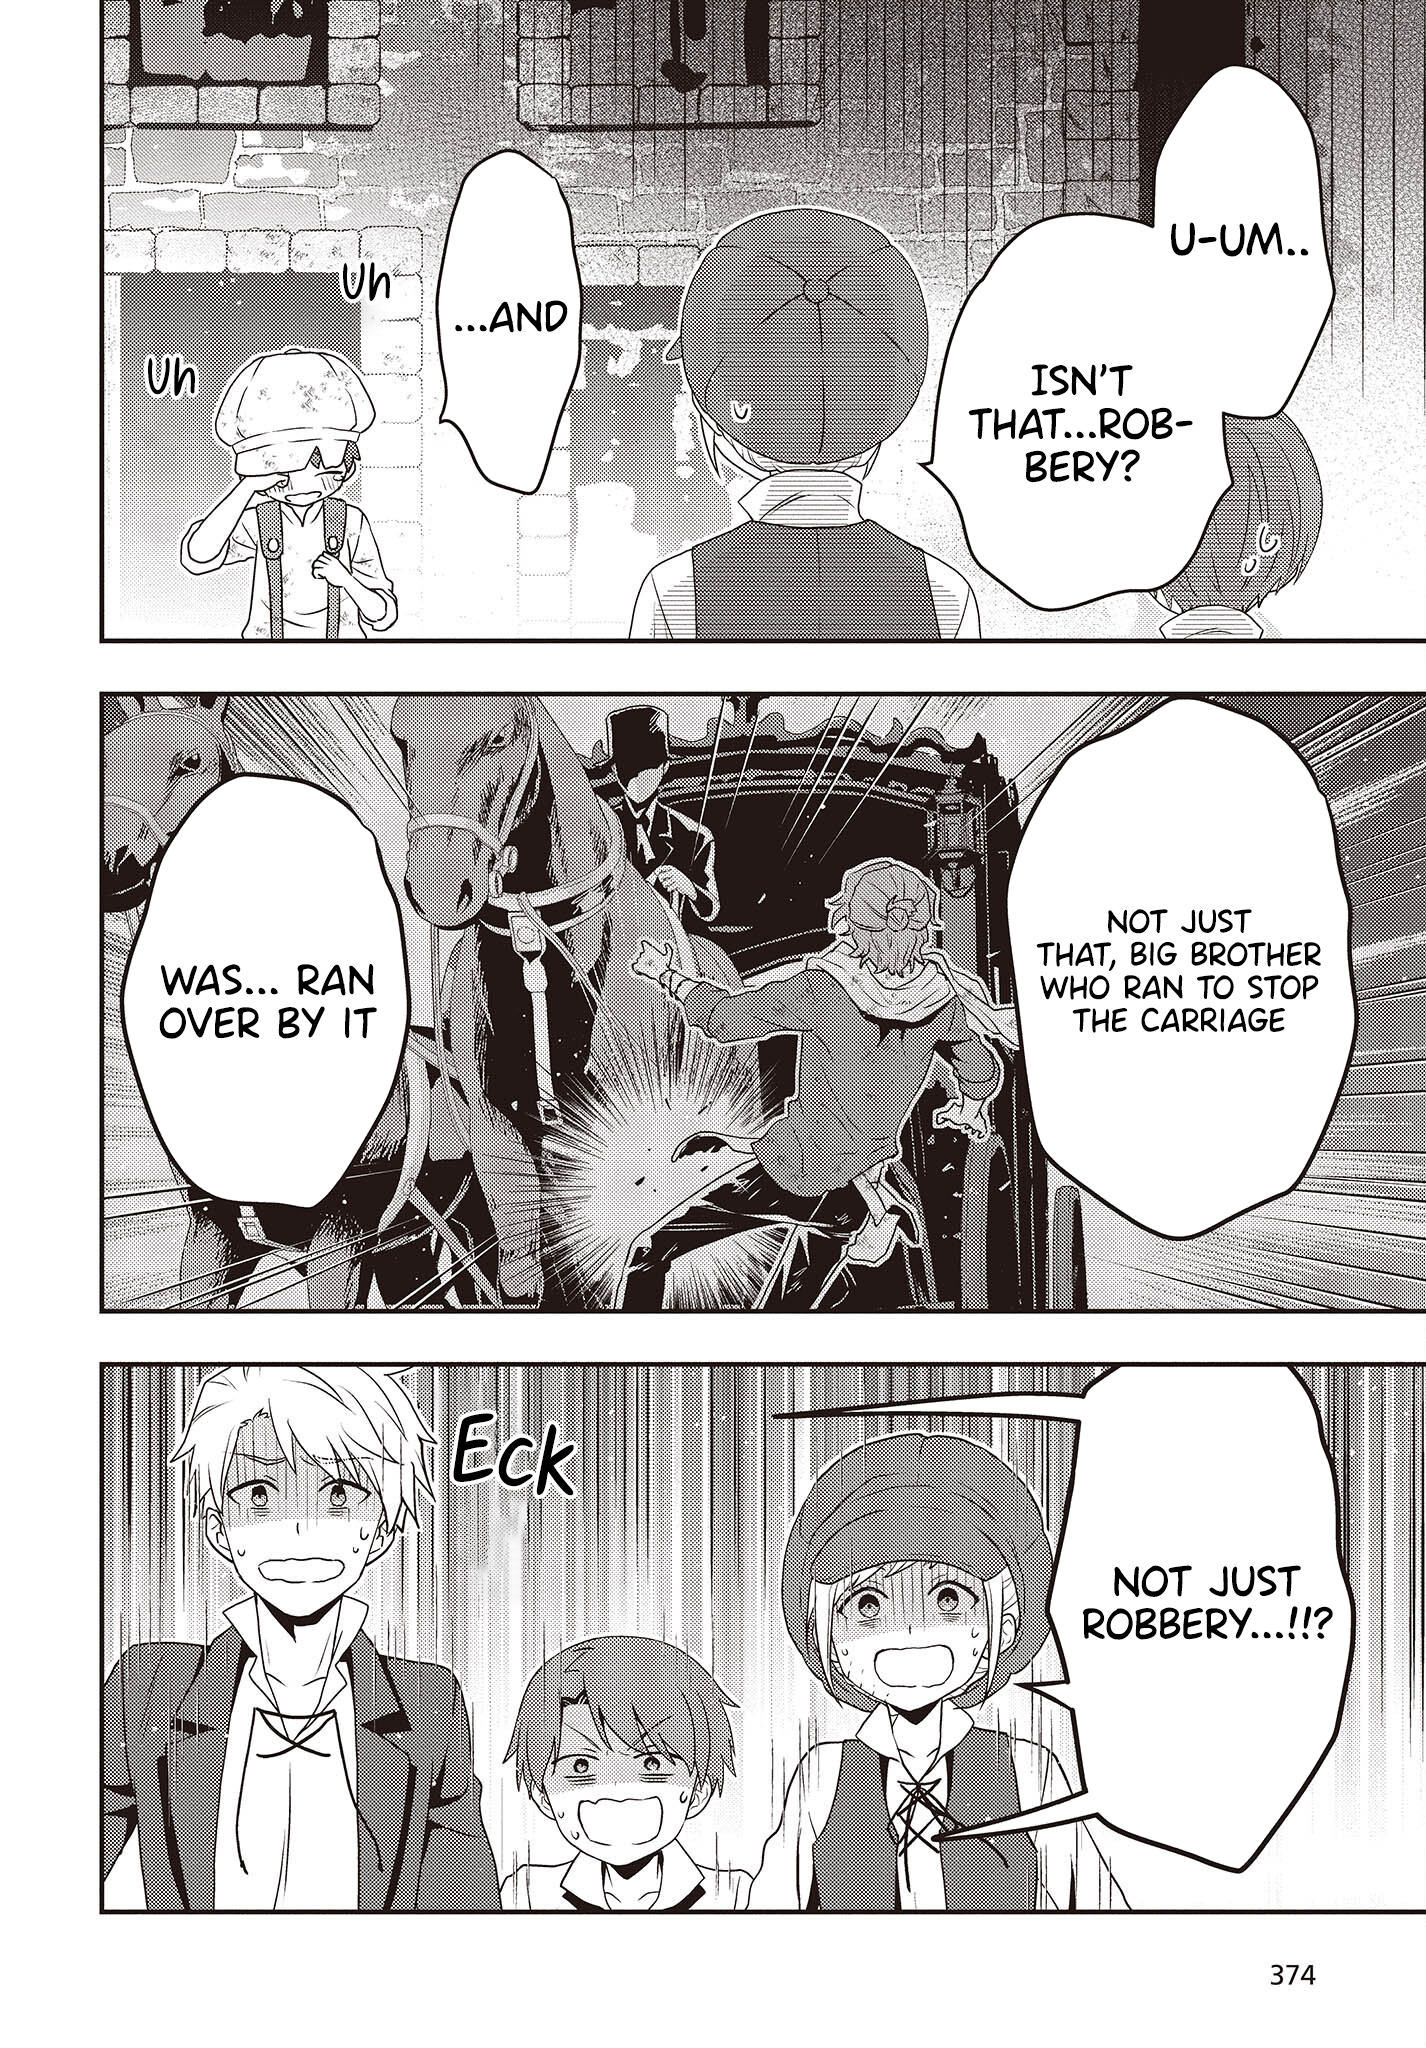 U-UM..
ISN'T
THAT...ROB-
BERY?
...AND
Uh
Uh
NOT JUST
THAT, BIG BROTHER
WHO RAN TO STOP
THE CARRIAGE
WAS... RAN
OVER BY IT
NOT JUST
ROBBERY...!!?
Eck
374